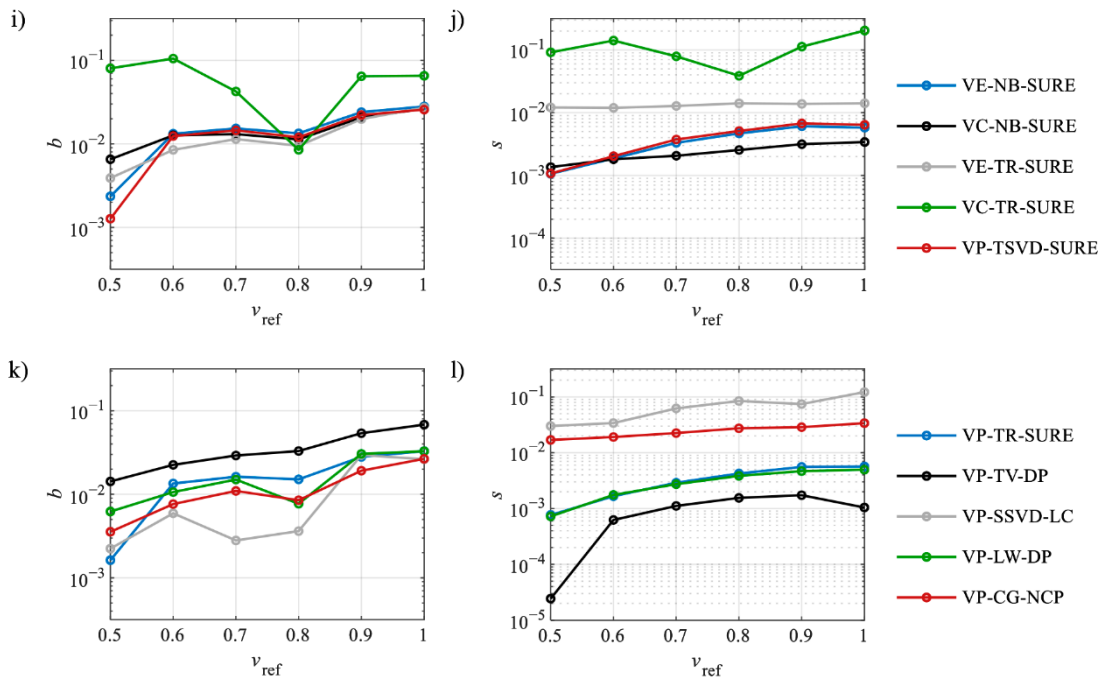 i)
10⁻¹
10⁻²
10⁻³
b
0.5 0.6 0.7 0.8 0.9 1
v_ref
j)
10⁻¹
10⁻²
10⁻³
10⁻⁴
s
0.5 0.6 0.7 0.8 0.9 1
v_ref
VE-NB-SURE
VC-NB-SURE
VE-TR-SURE
VC-TR-SURE
VP-TSVD-SURE
k)
10⁻¹
10⁻²
10⁻³
b
0.5 0.6 0.7 0.8 0.9 1
v_ref
l)
10⁻¹
10⁻²
10⁻³
10⁻⁴
10⁻⁵
s
0.5 0.6 0.7 0.8 0.9 1
v_ref
VP-TR-SURE
VP-TV-DP
VP-SSVD-LC
VP-LW-DP
VP-CG-NCP